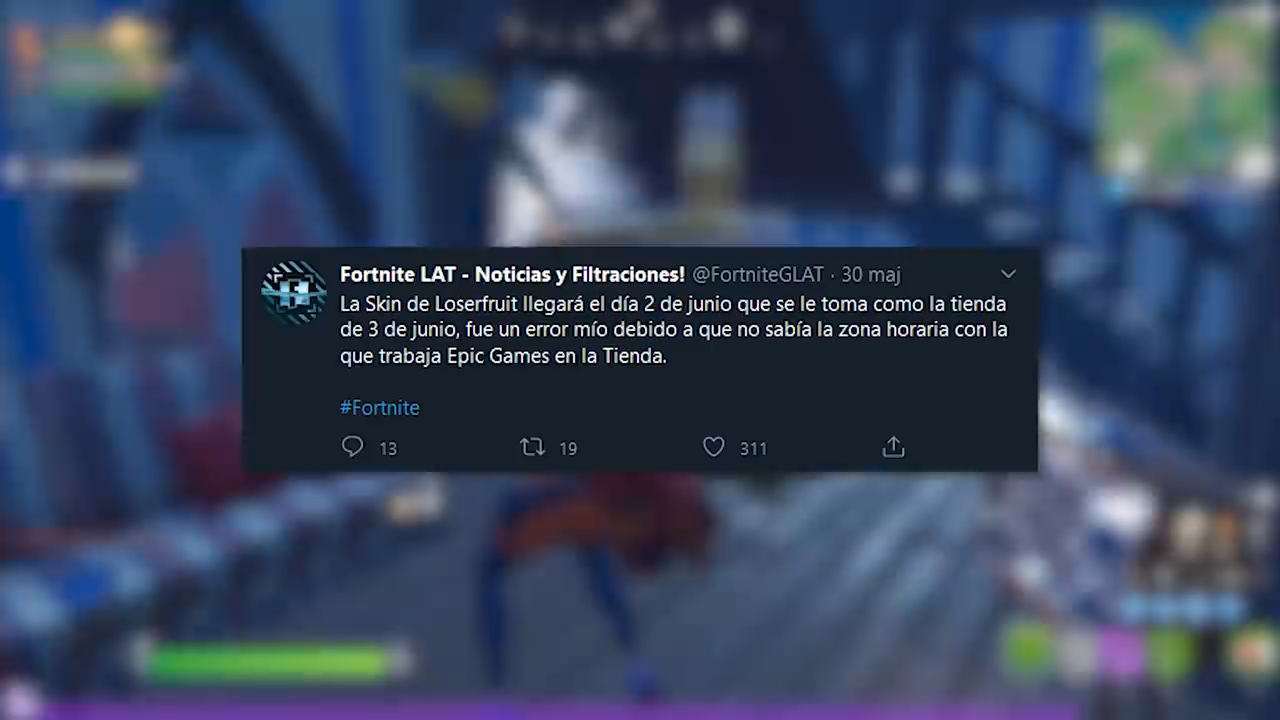 Fortnite LAT - Noticias y Filtraciones! @FortniteGLAT · 30 maj
La Skin de Loserfruit llegará el día 2 de junio que se le toma como la tienda
de 3 de junio, fue un error mío debido a que no sabía la zona horaria con la
que trabaja Epic Games en la Tienda.
#Fortnite
13 19 311